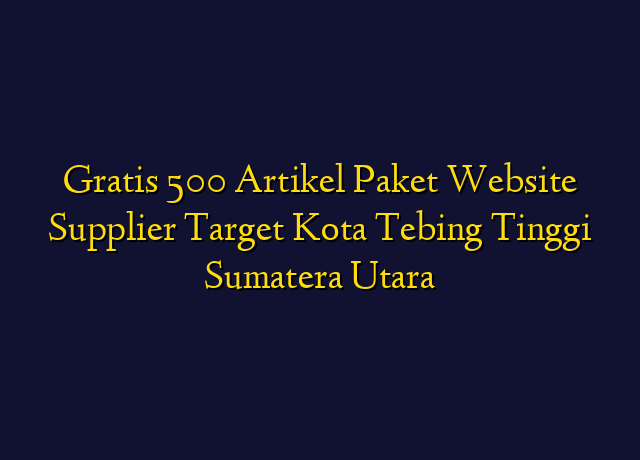 Gratis 500 Artikel Paket Website
Supplier Target Kota Tebing Tinggi
Sumatera Utara